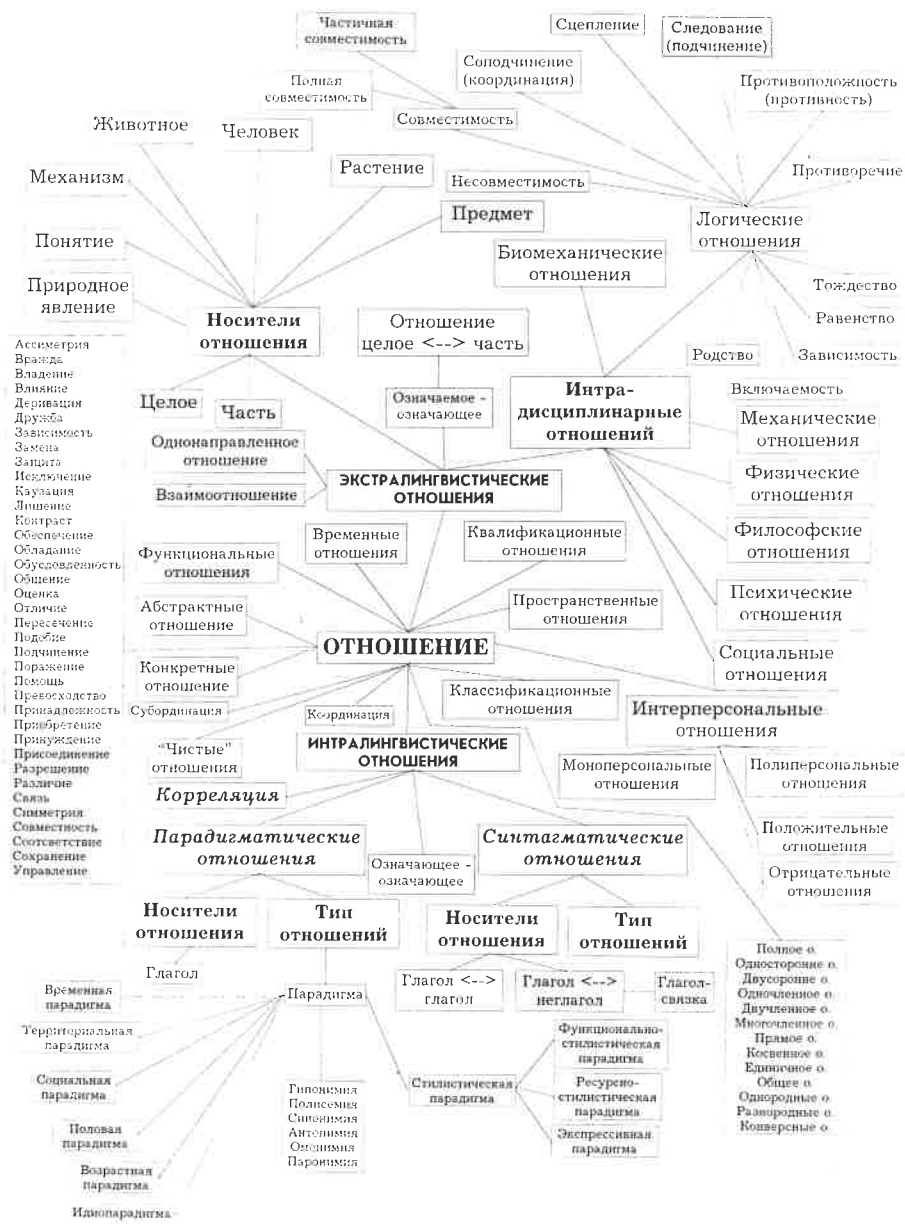 Частичная
совместимость
Сцепление
Следование
(подчинение)
Соподчинение
(координация)
Полная
совместимость
Противоположность
(противность)
Совместимость
Животное
Человек
Механизм
Растение
Несовместимость
Противоречие
Предмет
Логические
отношения
Понятие
Биомеханические
отношения
Природное
явление
Тождество
Носители
отношения
Отношение
целое <--> часть
Равенство
Родство
Зависимость
Целое
Часть
Означаемое -
означающее
Интра-
дисциплинарные
отношений
Включаемость
Механические
отношения
Однонаправленное
отношение
Взаимоотношение
ЭКСТРАЛИНГВИСТИЧЕСКИЕ
ОТНОШЕНИЯ
Физические
отношения
Философские
отношения
Психические
отношения
Социальные
отношения
Ассиметрия
Вражда
Владение
Влияние
Деривация
Дружба
Зависимость
Замена
Защита
Исключение
Каузация
Лишение
Контраст
Обеспечение
Обладание
Обусловленность
Общение
Оценка
Отличие
Пересечение
Подобие
Подчинение
Поражение
Помощь
Превосходство
Принадлежность
Приобретение
Принуждение
Присоединение
Разрешение
Различие
Связь
Симметрия
Совместность
Соответствие
Сохранение
Управление
Функциональные
отношения
Временные
отношения
Квалификационные
отношения
Абстрактные
отношение
Пространственные
отношения
ОТНОШЕНИЕ
Конкретные
отношение
Классификационные
отношения
Субординация
Координация
Интерперсональные
отношения
"Чистые"
отношения
ИНТРАЛИНГВИСТИЧЕСКИЕ
ОТНОШЕНИЯ
Моноперсональные
отношения
Полиперсональные
отношения
Корреляция
Положительные
отношения
Отрицательные
отношения
Парадигматические
отношения
Означающее -
означающее
Синтагматические
отношения
Носители
отношения
Тип
отношений
Носители
отношения
Тип
отношений
Глагол
Глагол <-->
глагол
Глагол <-->
неглагол
Глагол-
связка
Полное о.
Односторонне о.
Двусоронне о.
Одночленное о.
Двучленное о.
Многочленное о.
Прямое о.
Косвенное о.
Единичное о.
Общее о.
Однородные о.
Разнородные о.
Конверсные о.
Временная
парадигма
Парадигма
Территориальная
парадигма
Социальная
парадигма
Половая
парадигма
Возрастная
парадигма
Идиопарадигма
Гипонимия
Полисемия
Синонимия
Антонимия
Омонимия
Паронимия
Стилистическая
парадигма
Функционально-
стилистическая
парадигма
Ресурсно-
стилистическая
парадигма
Экспрессивная
парадигма